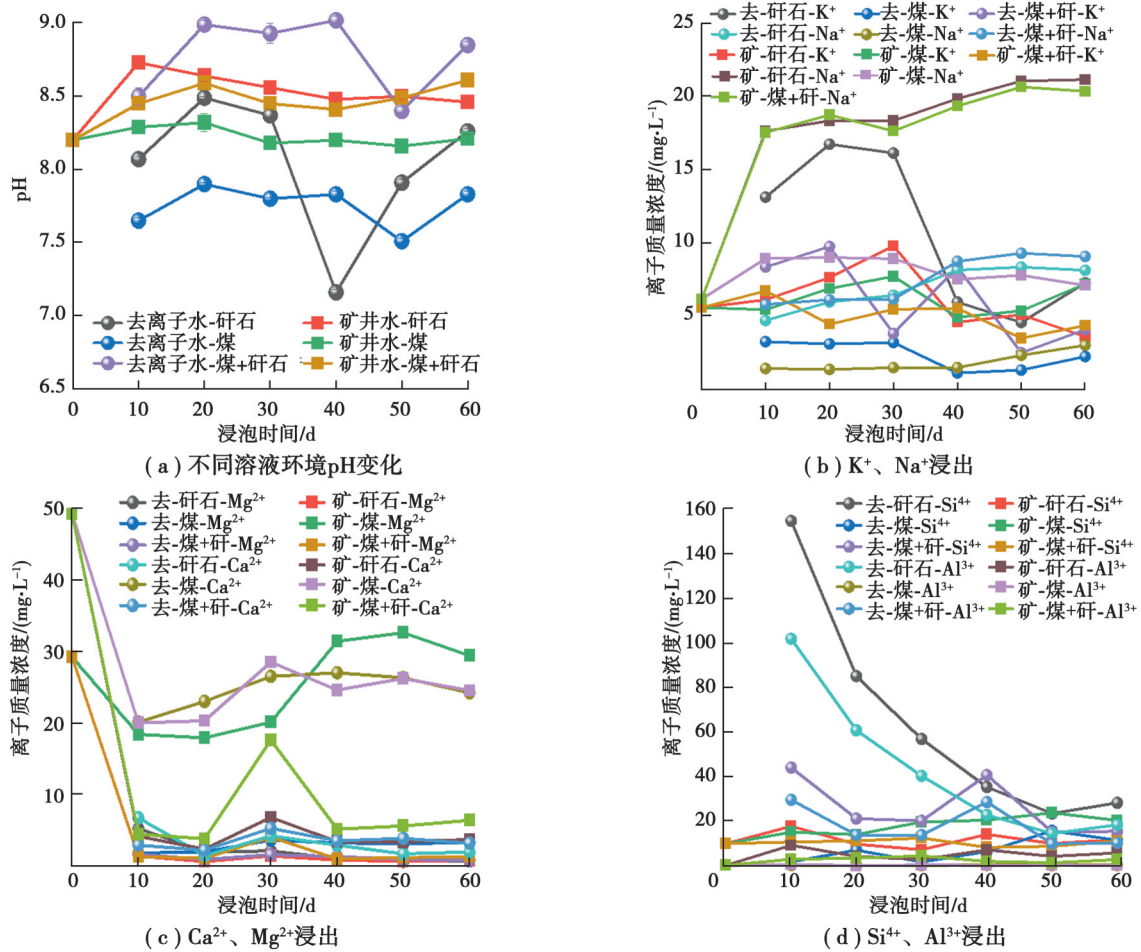 9.0
8.5
8.0
7.5
7.0
6.5
pH
去离子水-矸石 矿井水-矸石
去离子水-煤 矿井水-煤
去离子水-煤+矸石 矿井水-煤+矸石
0 10 20 30 40 50 60
浸泡时间/d
(a) 不同溶液环境pH变化
25
20
15
10
5
离子质量浓度/(mg·L⁻¹)
去-矸石-K⁺ 去-煤-K⁺ 去-煤+矸-K⁺
去-矸石-Na⁺ 去-煤-Na⁺ 去-煤+矸-Na⁺
矿-矸石-K⁺ 矿-煤-K⁺ 矿-煤+矸-K⁺
矿-矸石-Na⁺ 矿-煤-Na⁺
矿-煤+矸-Na⁺
0 10 20 30 40 50 60
浸泡时间/d
(b) K⁺、Na⁺浸出
50
40
30
20
10
离子质量浓度/(mg·L⁻¹)
去-矸石-Mg²⁺ 矿-矸石-Mg²⁺
去-煤-Mg²⁺ 矿-煤-Mg²⁺
去-煤+矸-Mg²⁺ 矿-煤+矸-Mg²⁺
去-矸石-Ca²⁺ 矿-矸石-Ca²⁺
去-煤-Ca²⁺ 矿-煤-Ca²⁺
去-煤+矸-Ca²⁺ 矿-煤+矸-Ca²⁺
0 10 20 30 40 50 60
浸泡时间/d
(c) Ca²⁺、Mg²⁺浸出
160
140
120
100
80
60
40
20
离子质量浓度/(mg·L⁻¹)
去-矸石-Si⁴⁺ 矿-矸石-Si⁴⁺
去-煤-Si⁴⁺ 矿-煤-Si⁴⁺
去-煤+矸-Si⁴⁺ 矿-煤+矸-Si⁴⁺
去-矸石-Al³⁺ 矿-矸石-Al³⁺
去-煤-Al³⁺ 矿-煤-Al³⁺
去-煤+矸-Al³⁺ 矿-煤+矸-Al³⁺
0 10 20 30 40 50 60
浸泡时间/d
(d) Si⁴⁺、Al³⁺浸出